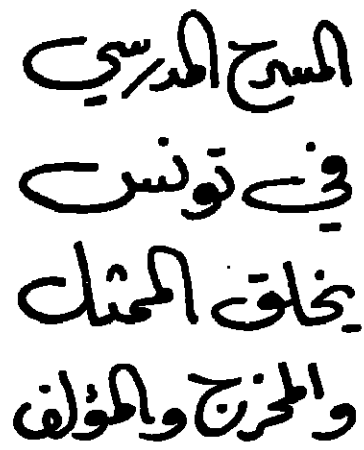 المسرح المدرسي
في تونس
يخلق الممثل
والمخرج والمؤلف